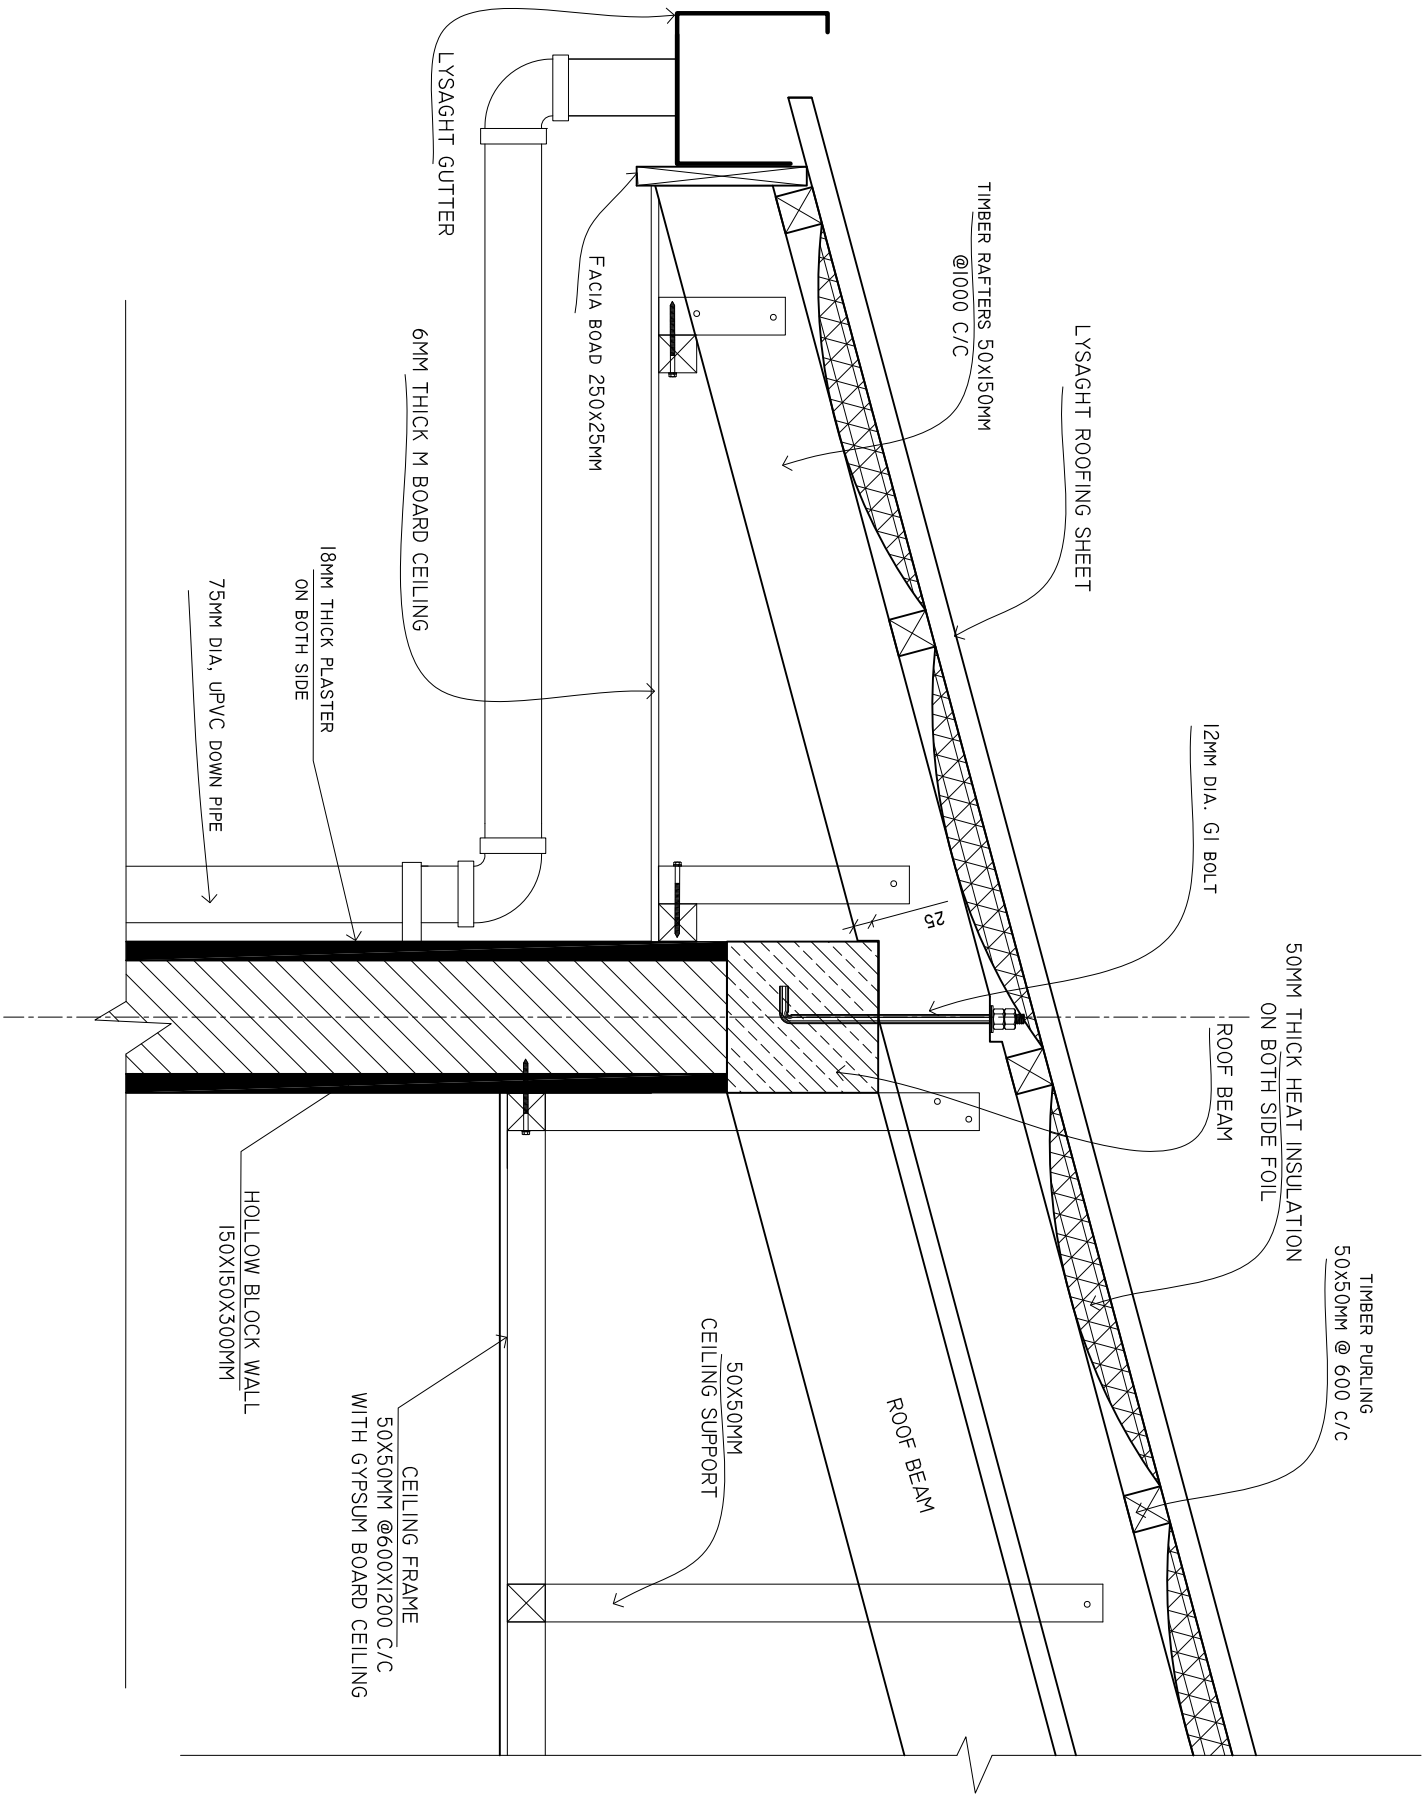 TIMBER PURLING
50X50MM @ 600 C/C
50MM THICK HEAT INSULATION
ON BOTH SIDE FOIL
ROOF BEAM
12MM DIA. GI BOLT
LYSAGHT ROOFING SHEET
TIMBER RAFTERS 50X150MM
@1000 C/C
25
ROOF BEAM
50X50MM
CEILING SUPPORT
FACIA BOAD 250X25MM
LYSAGHT GUTTER
6MM THICK M BOARD CEILING
CEILING FRAME
50X50MM @600X1200 C/C
WITH GYPSUM BOARD CEILING
18MM THICK PLASTER
ON BOTH SIDE
HOLLOW BLOCK WALL
150X150X300MM
75MM DIA, UPVC DOWN PIPE